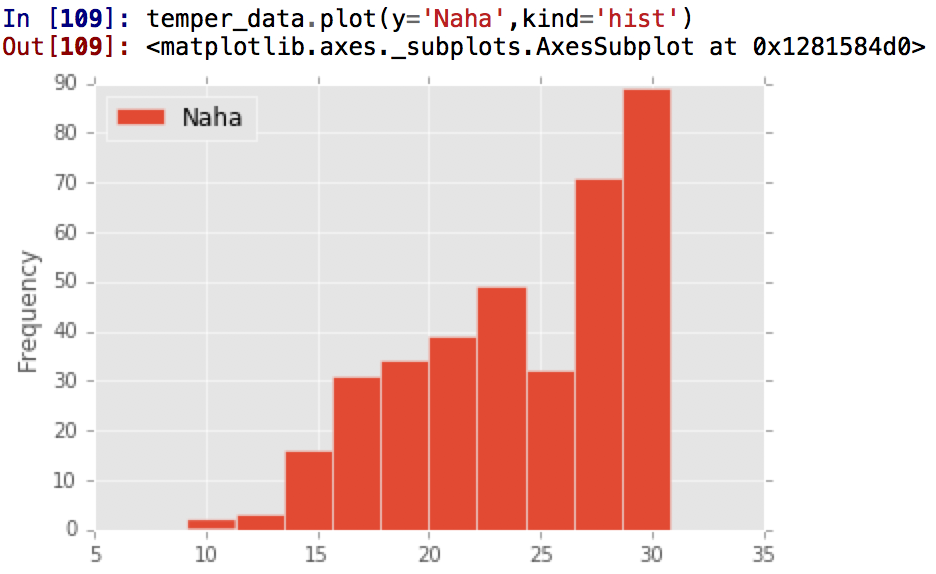 In [109]: temper_data.plot(y='Naha',kind='hist')
Out[109]: <matplotlib.axes._subplots.AxesSubplot at 0x1281584d0>
90
Naha
80
70
60
50
Frequency
40
30
20
10
0
5 10 15 20 25 30 35